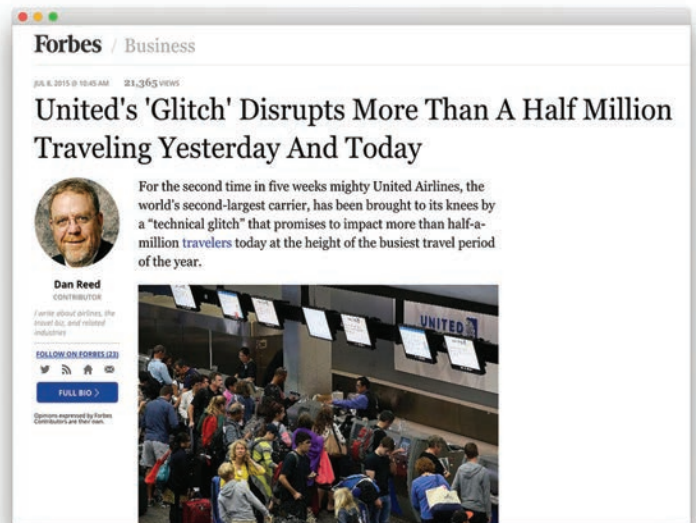 Forbes / Business
JUL 8, 2015 @ 10:45 AM 21,365 VIEWS
United's 'Glitch' Disrupts More Than A Half Million
Traveling Yesterday And Today
For the second time in five weeks mighty United Airlines, the
world's second-largest carrier, has been brought to its knees by
a “technical glitch” that promises to impact more than half-a-
million travelers today at the height of the busiest travel period
of the year.
Dan Reed
CONTRIBUTOR
I write about airlines, the
travel biz, and related
industries
FOLLOW ON FORBES (23)
FULL BIO >
Opinions expressed by Forbes
Contributors are their own.
UNITED